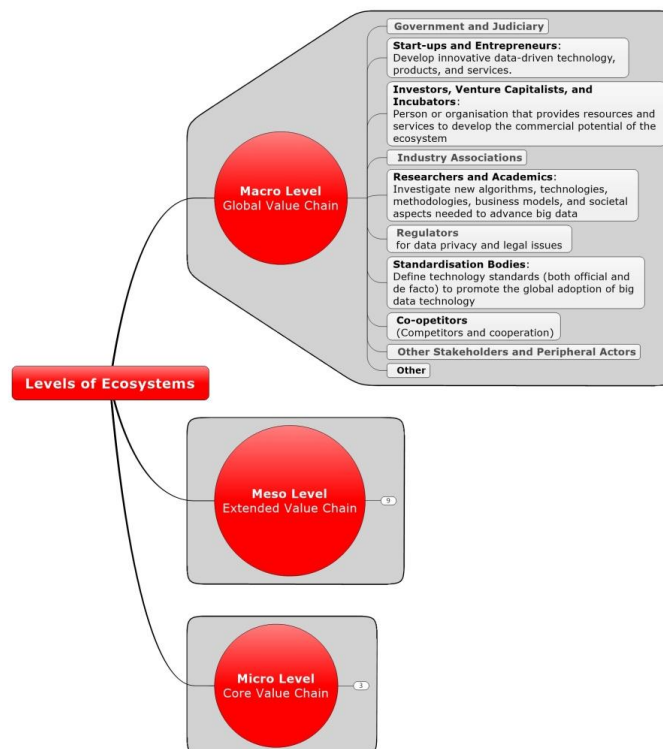 Government and Judiciary
Start-ups and Entrepreneurs:
Develop innovative data-driven technology,
products, and services.
Investors, Venture Capitalists, and
Incubators:
Person or organisation that provides resources and
services to develop the commercial potential of the
ecosystem
Industry Associations
Researchers and Academics:
Investigate new algorithms, technologies,
methodologies, business models, and societal
aspects needed to advance big data
Regulators
for data privacy and legal issues
Standardisation Bodies:
Define technology standards (both official and
de facto) to promote the global adoption of big
data technology
Co-opetitors
(Competitors and cooperation)
Other Stakeholders and Peripheral Actors
Other
Macro Level
Global Value Chain
Levels of Ecosystems
Meso Level
Extended Value Chain
9
Micro Level
Core Value Chain
3